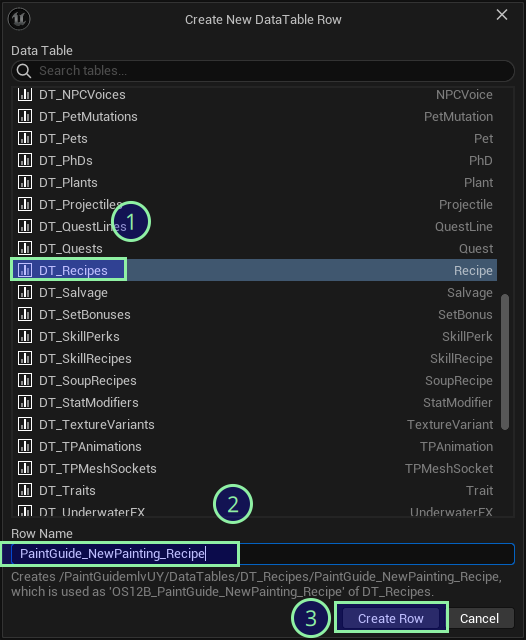 Create New DataTable Row
Data Table
Search tables...
DT_NPCVoices NPCVoice
DT_PetMutations PetMutation
DT_Pets Pet
DT_PhDs PhD
DT_Plants Plant
DT_Projectiles Projectile
1
DT_QuestLines QuestLine
DT_Quests Quest
DT_Recipes Recipe
DT_Salvage Salvage
DT_SetBonuses SetBonus
DT_SkillPerks SkillPerk
DT_SkillRecipes SkillRecipe
DT_SoupRecipes SoupRecipe
DT_StatModifiers StatModifier
DT_TextureVariants TextureVariant
DT_TPAnimations TPAnimation
DT_TPMeshSockets TPMeshSocket
DT_Traits Trait
2
DT_UnderwaterFX UnderwaterFX
Row Name
PaintGuide_NewPainting_Recipe
Creates /PaintGuidemlvUY/DataTables/DT_Recipes/PaintGuide_NewPainting_Recipe,
which is used as 'OS12B_PaintGuide_NewPainting_Recipe' of DT_Recipes.
3 Create Row Cancel